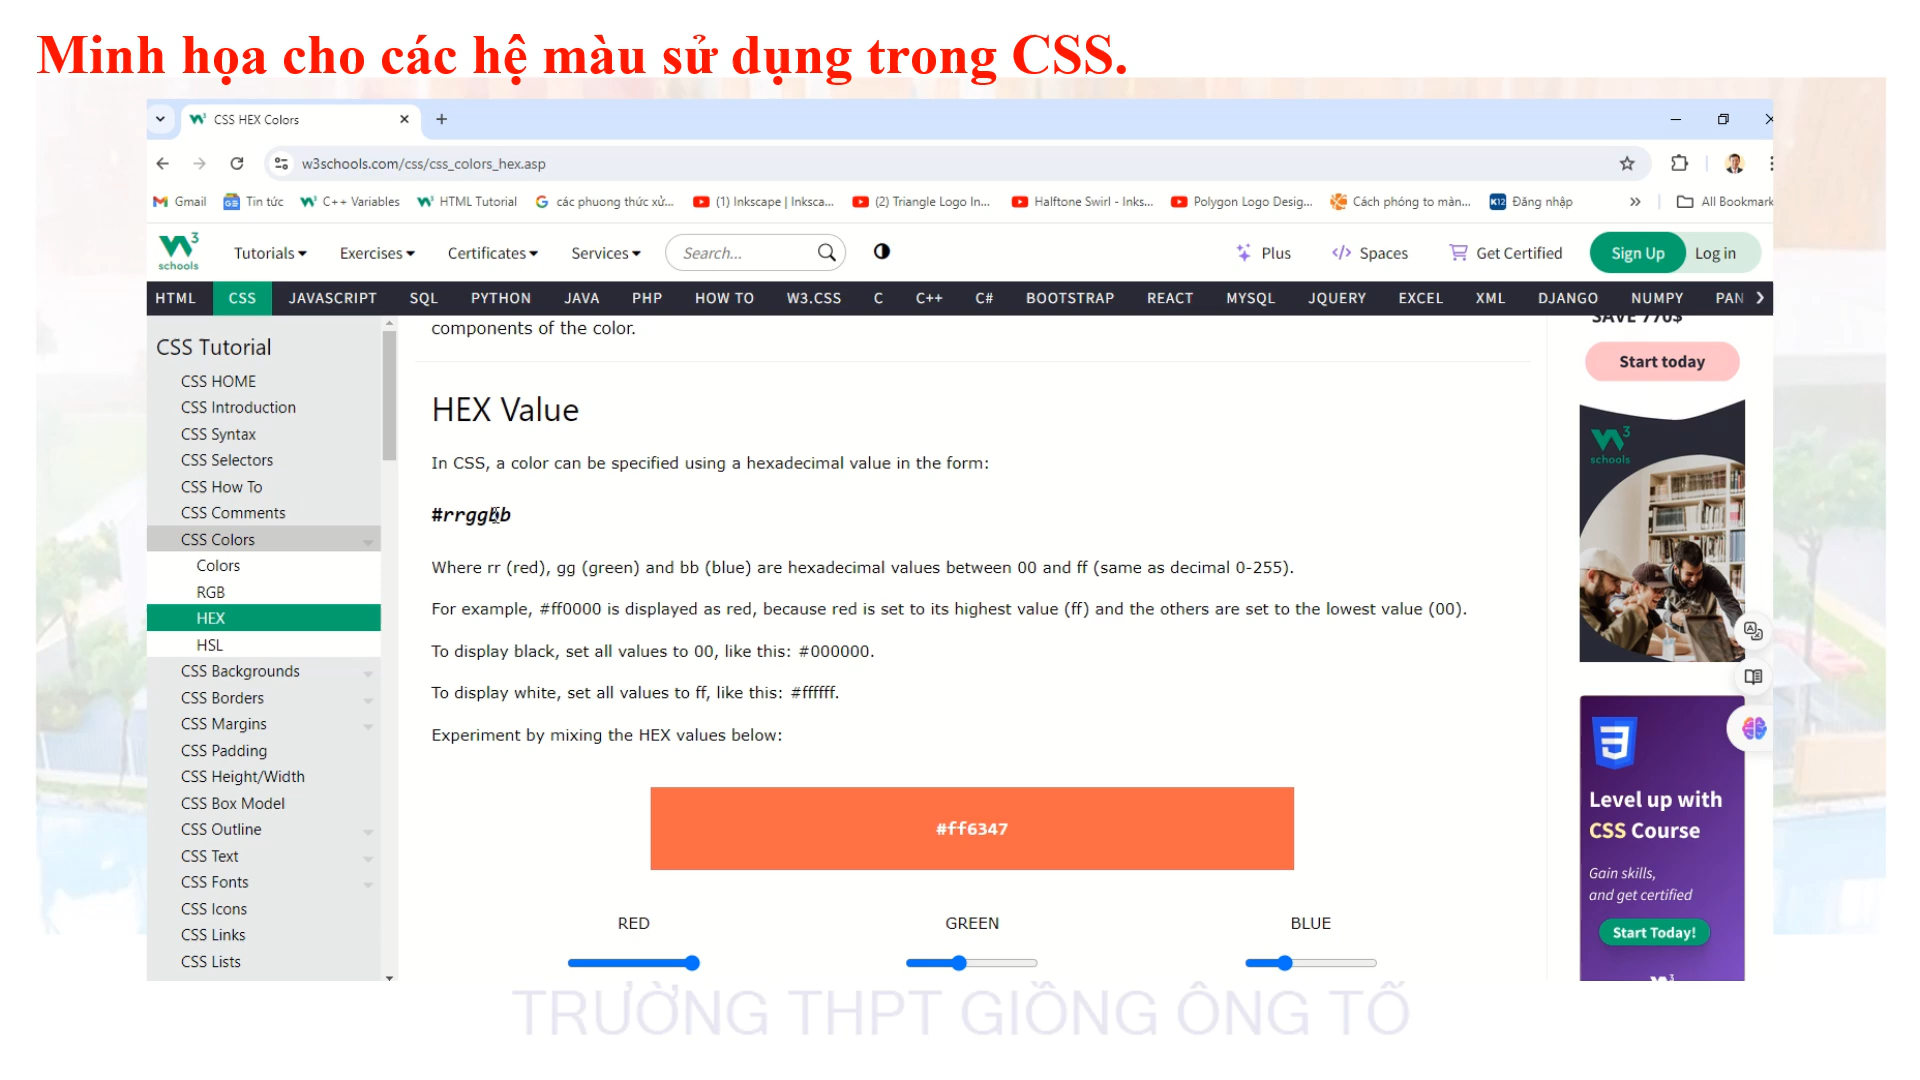 Minh họa cho các hệ màu sử dụng trong CSS.
CSS HEX Colors
w3schools.com/css/css_colors_hex.asp
Gmail
Tin tức
C++ Variables
HTML Tutorial
các phuong thức xử...
(1) Inkscape | Inksca...
(2) Triangle Logo In...
Halftone Swirl - Inks...
Polygon Logo Desig...
Cách phóng to màn...
K12 Đăng nhập
All Bookmark
schools
Tutorials
Exercises
Certificates
Services
Search...
Plus
Spaces
Get Certified
Sign Up
Log in
HTML CSS JAVASCRIPT SQL PYTHON JAVA PHP HOW TO W3.CSS C C++ C# BOOTSTRAP REACT MYSQL JQUERY EXCEL XML DJANGO NUMPY PAN
CSS Tutorial
CSS HOME
CSS Introduction
CSS Syntax
CSS Selectors
CSS How To
CSS Comments
CSS Colors
Colors
RGB
HEX
HSL
CSS Backgrounds
CSS Borders
CSS Margins
CSS Padding
CSS Height/Width
CSS Box Model
CSS Outline
CSS Text
CSS Fonts
CSS Icons
CSS Links
CSS Lists
components of the color.
HEX Value
In CSS, a color can be specified using a hexadecimal value in the form:
#rrggbb
Where rr (red), gg (green) and bb (blue) are hexadecimal values between 00 and ff (same as decimal 0-255).
For example, #ff0000 is displayed as red, because red is set to its highest value (ff) and the others are set to the lowest value (00).
To display black, set all values to 00, like this: #000000.
To display white, set all values to ff, like this: #ffffff.
Experiment by mixing the HEX values below:
#ff6347
RED
GREEN
BLUE
SAVE 770$
Start today
3
schools
Level up with
CSS Course
Gain skills,
and get certified
Start Today!
TRƯỜNG THPT GIỒNG ÔNG TỐ